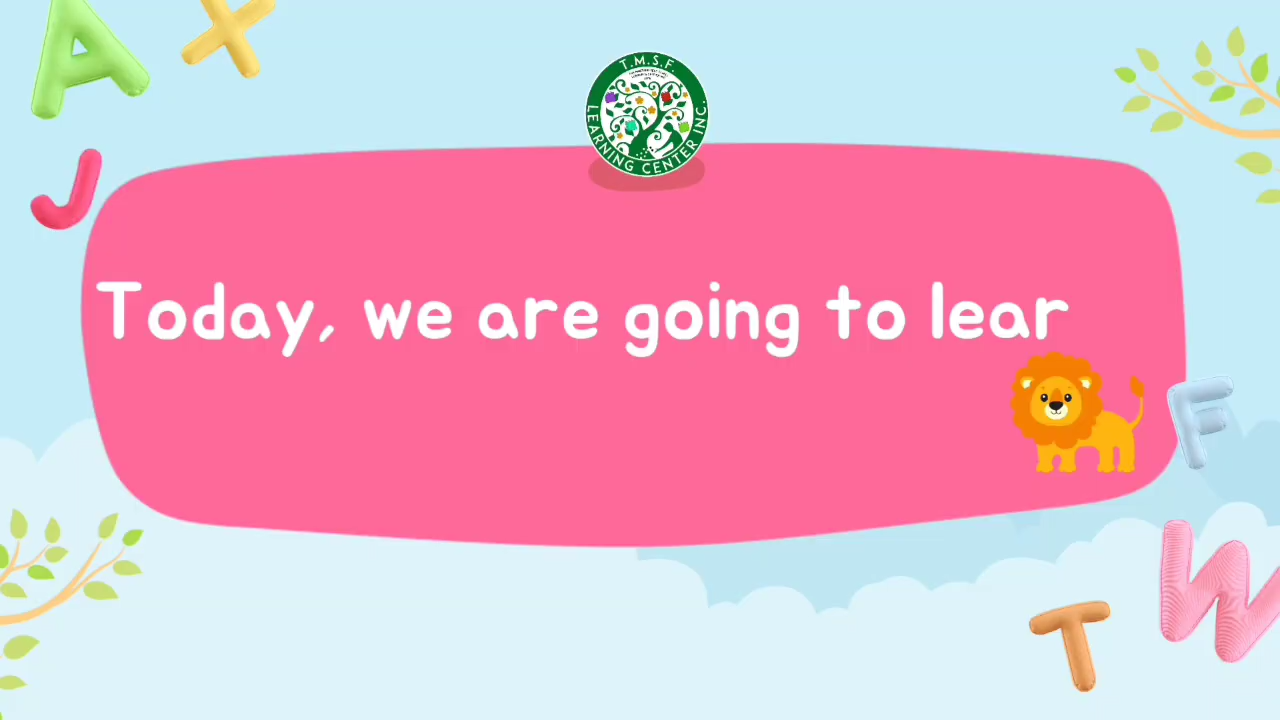 A X
J
T.M.S.F.
LEARNING CENTER INC.
Today, we are going to lear
F
W
T